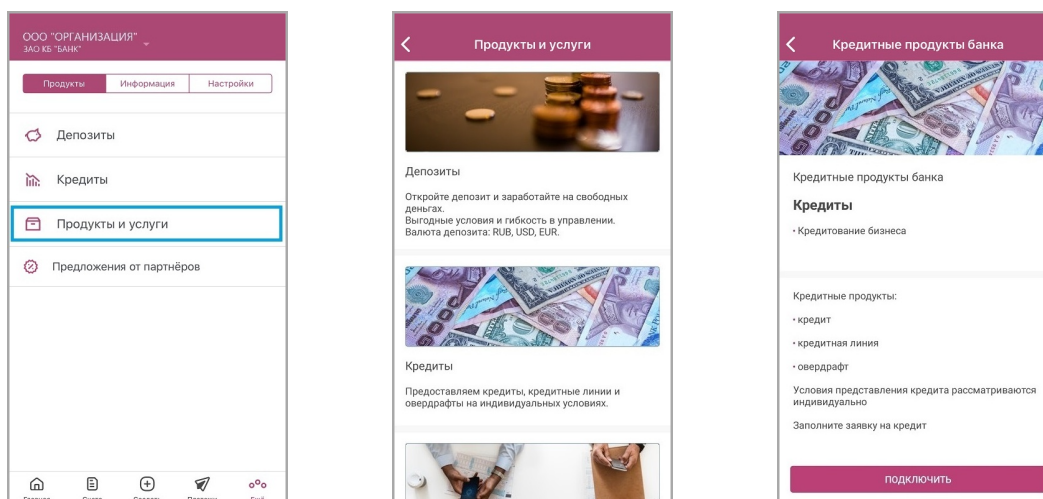 ООО "ОРГАНИЗАЦИЯ"
ЗАО КБ "БАНК"
Продукты
Информация
Настройки
Депозиты
Кредиты
Продукты и услуги
Предложения от партнёров
Продукты и услуги
Депозиты
Откройте депозит и заработайте на свободных
деньгах.
Выгодные условия и гибкость в управлении.
Валюта депозита: RUB, USD, EUR.
Кредиты
Предоставляем кредиты, кредитные линии и
овердрафты на индивидуальных условиях.
Кредитные продукты банка
Кредитные продукты банка
Кредиты
• Кредитование бизнеса
Кредитные продукты:
• кредит
• кредитная линия
• овердрафт
Условия представления кредита рассматриваются
индивидуально
Заполните заявку на кредит
ПОДКЛЮЧИТЬ